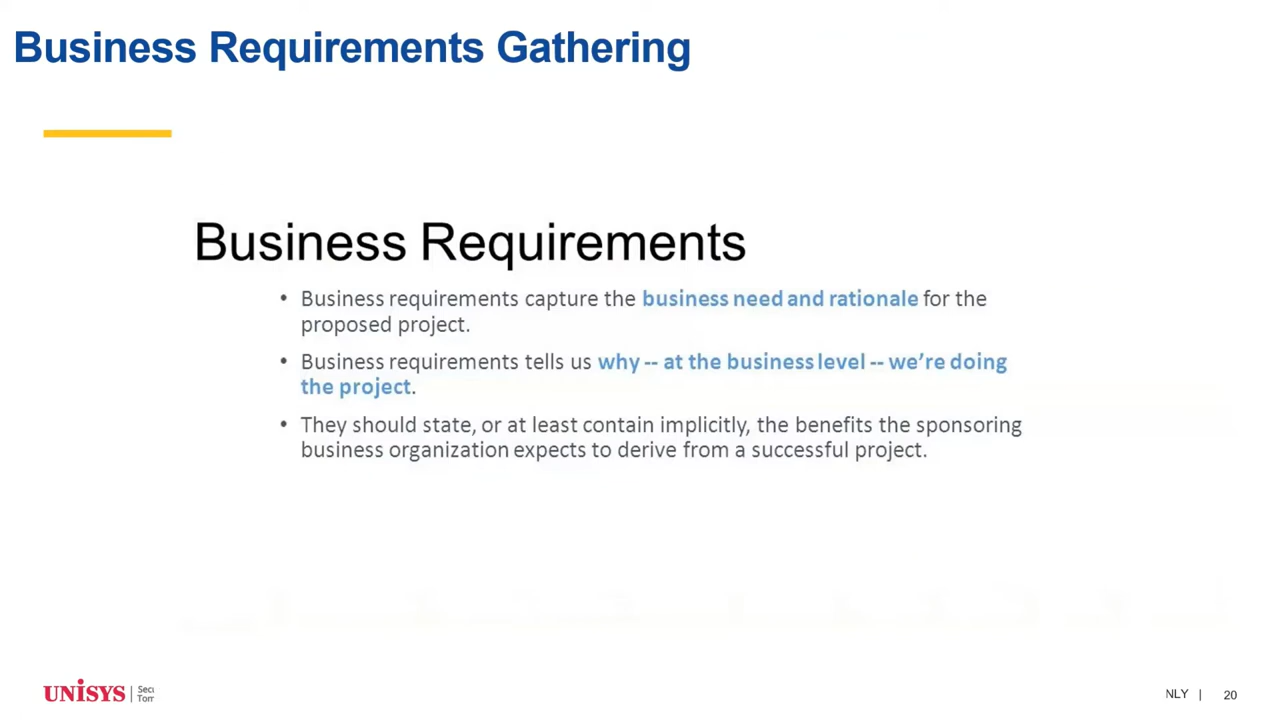 Business Requirements Gathering
Business Requirements
• Business requirements capture the business need and rationale for the
proposed project.
• Business requirements tells us why -- at the business level -- we're doing
the project.
• They should state, or at least contain implicitly, the benefits the sponsoring
business organization expects to derive from a successful project.
UNISYS |
NLY | 20